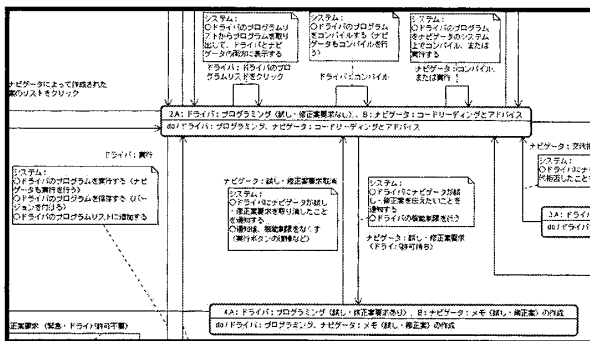 システム：
○ドライバのプログラムリ
ストからプログラムを取り
出して、ドライバとナビ
ゲータの両方に表示する
システム：
○ドライバのプログラム
をコンパイルする（ナビゲ
ータもコンパイルを行
う）
システム：
○ドライバのプログラム
をナビゲータのシステム
上でコンパイル、または
実行する
ドライバ：ドライバのプロ
グラムリストをクリック
ドライバ：コンパイル
ナビゲータ：コンパイル、
または実行
ナビゲータによって作成された
案のリストをクリック
2.A：ドライバ：プログラミング（試し・修正案要求なし）、B：ナビゲータ：コードリーディングとアドバイス
do / ドライバ：プログラミング、ナビゲータ：コードリーディングとアドバイス
ドライバ：実行
システム：
○ドライバのプログラムを実行する（ナビ
ゲータも実行を行う）
○ドライバのプログラムを保存する（バー
ジョンを付ける）
○ドライバのプログラムリストに追加する
ナビゲータ：試し・修正案要求取消
システム：
○ドライバにナビゲータが試
し・修正案要求を取り消したこと
を通知する
○通知後、機能制限をなくす
（実行ボタンの
など）
システム：
○ドライバにナビゲータが試
し・修正案を伝えたいことを
通知する
○ドライバの機能制限を行う
ナビゲータ：試し・修正案要求
（ドライバ許可待ち）
ナビゲータ：交代
システム：
○ドライバにナ
代拒否したこと
3.A：ドライバ
do / ドライバ
4.A：ドライバ：プログラミング（試し・修正案要求あり）、B：ナビゲータ：メモ（試し・修正案）の作成
do / ドライバ：プログラミング、ナビゲータ：メモ（試し・修正案）の作成
正案要求（緊急・ドライバ許可不要）